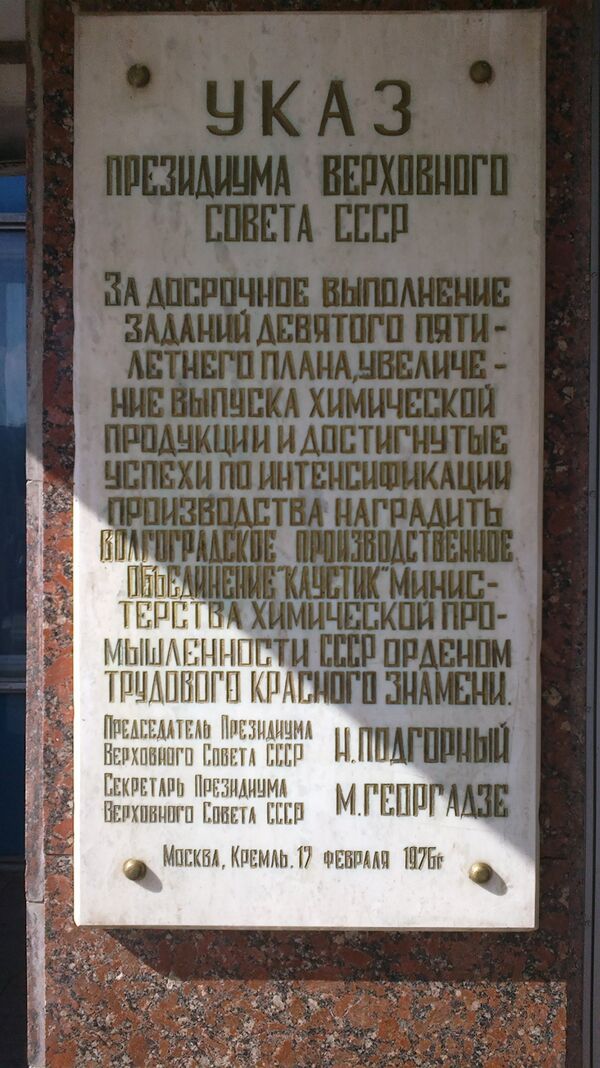 УКАЗ
ПРЕЗИДИУМА ВЕРХОВНОГО
СОВЕТА СССР
ЗА ДОСРОЧНОЕ ВЫПОЛНЕНИЕ
ЗАДАНИЙ ДЕВЯТОГО ПЯТИ-
ЛЕТНЕГО ПЛАНА, УВЕЛИЧЕ-
НИЕ ВЫПУСКА ХИМИЧЕСКОЙ
ПРОДУКЦИИ И ДОСТИГНУТЫЕ
УСПЕХИ ПО ИНТЕНСИФИКАЦИИ
ПРОИЗВОДСТВА НАГРАДИТЬ
ВОЛГОГРАДСКОЕ ПРОИЗВОДСТВЕННОЕ
ОБЪЕДИНЕНИЕ "КАУСТИК" МИНИС-
ТЕРСТВА ХИМИЧЕСКОЙ ПРО-
МЫШЛЕННОСТИ СССР ОРДЕНОМ
ТРУДОВОГО КРАСНОГО ЗНАМЕНИ.
ПРЕДСЕДАТЕЛЬ ПРЕЗИДИУМА
ВЕРХОВНОГО СОВЕТА СССР Н. ПОДГОРНЫЙ
СЕКРЕТАРЬ ПРЕЗИДИУМА
ВЕРХОВНОГО СОВЕТА СССР М. ГЕОРГАДЗЕ
МОСКВА, КРЕМЛЬ. 17 ФЕВРАЛЯ 1976г